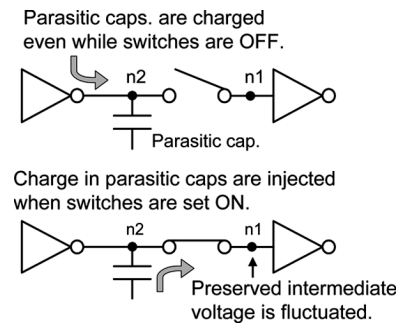 Parasitic caps. are charged
even while switches are OFF.
n2
n1
Parasitic cap.
Charge in parasitic caps are injected
when switches are set ON.
n2
n1
Preserved intermediate
voltage is fluctuated.